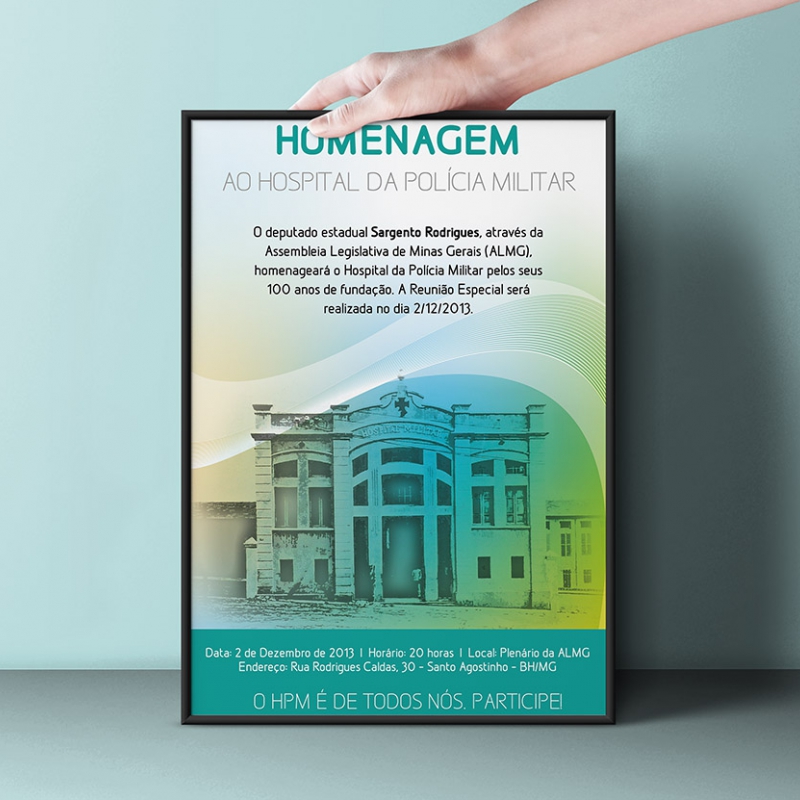 HOMENAGEM
AO HOSPITAL DA POLÍCIA MILITAR
O deputado estadual Sargento Rodrigues, através da
Assembleia Legislativa de Minas Gerais (ALMG),
homenageará o Hospital da Polícia Militar pelos seus
100 anos de fundação. A Reunião Especial será
realizada no dia 2/12/2013.
Data: 2 de Dezembro de 2013 | Horário: 20 horas | Local: Plenário da ALMG
Endereço: Rua Rodrigues Caldas, 30 - Santo Agostinho - BH/MG
O HPM É DE TODOS NÓS. PARTICIPE!